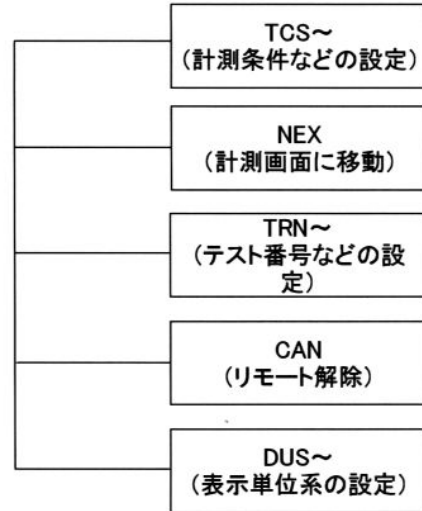 TCS～
(計測条件などの設定)
NEX
(計測画面に移動)
TRN～
(テスト番号などの設
定)
CAN
(リモート解除)
DUS～
(表示単位系の設定)